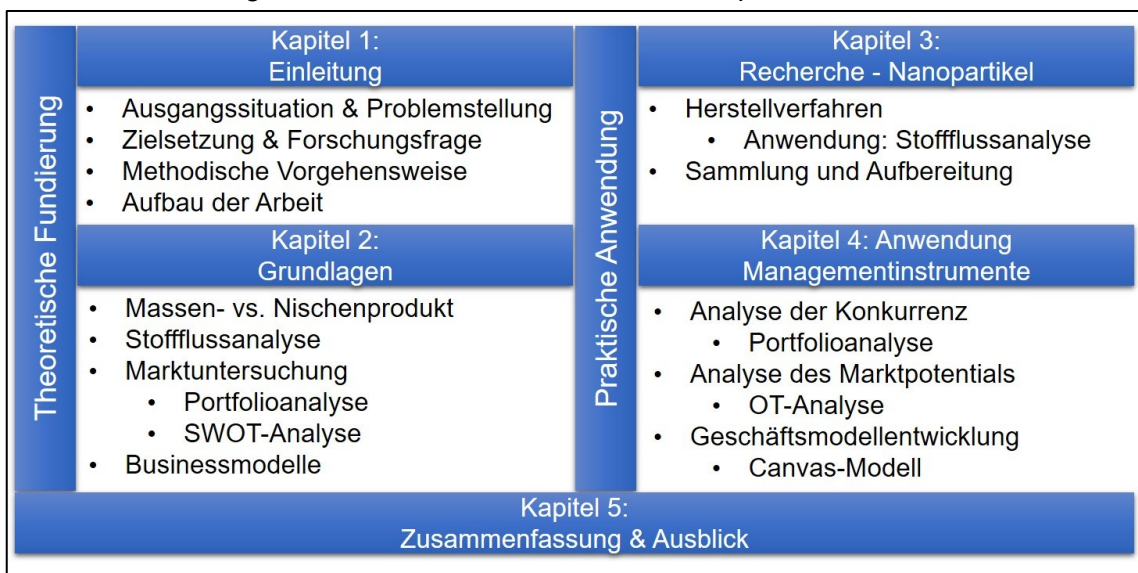 Theoretische Fundierung
Kapitel 1:
Einleitung
• Ausgangssituation & Problemstellung
• Zielsetzung & Forschungsfrage
• Methodische Vorgehensweise
• Aufbau der Arbeit
Kapitel 2:
Grundlagen
• Massen- vs. Nischenprodukt
• Stoffflussanalyse
• Marktuntersuchung
• Portfolioanalyse
• SWOT-Analyse
• Businessmodelle
Praktische Anwendung
Kapitel 3:
Recherche - Nanopartikel
• Herstellverfahren
• Anwendung: Stoffflussanalyse
• Sammlung und Aufbereitung
Kapitel 4: Anwendung
Managementinstrumente
• Analyse der Konkurrenz
• Portfolioanalyse
• Analyse des Marktpotentials
• OT-Analyse
• Geschäftsmodellentwicklung
• Canvas-Modell
Kapitel 5:
Zusammenfassung & Ausblick